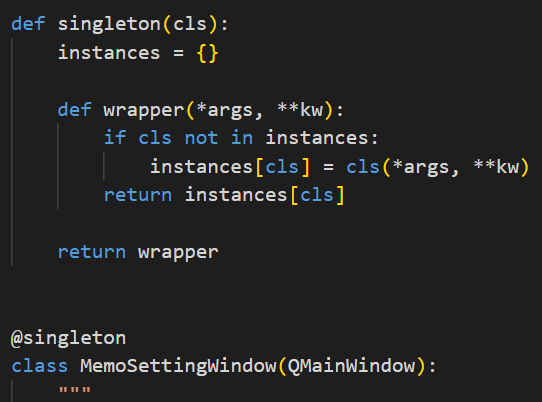 def singleton(cls):
    instances = {}
    def wrapper(*args, **kw):
        if cls not in instances:
            instances[cls] = cls(*args, **kw)
        return instances[cls]
    return wrapper
@singleton
class MemoSettingWindow(QMainWindow):
    """